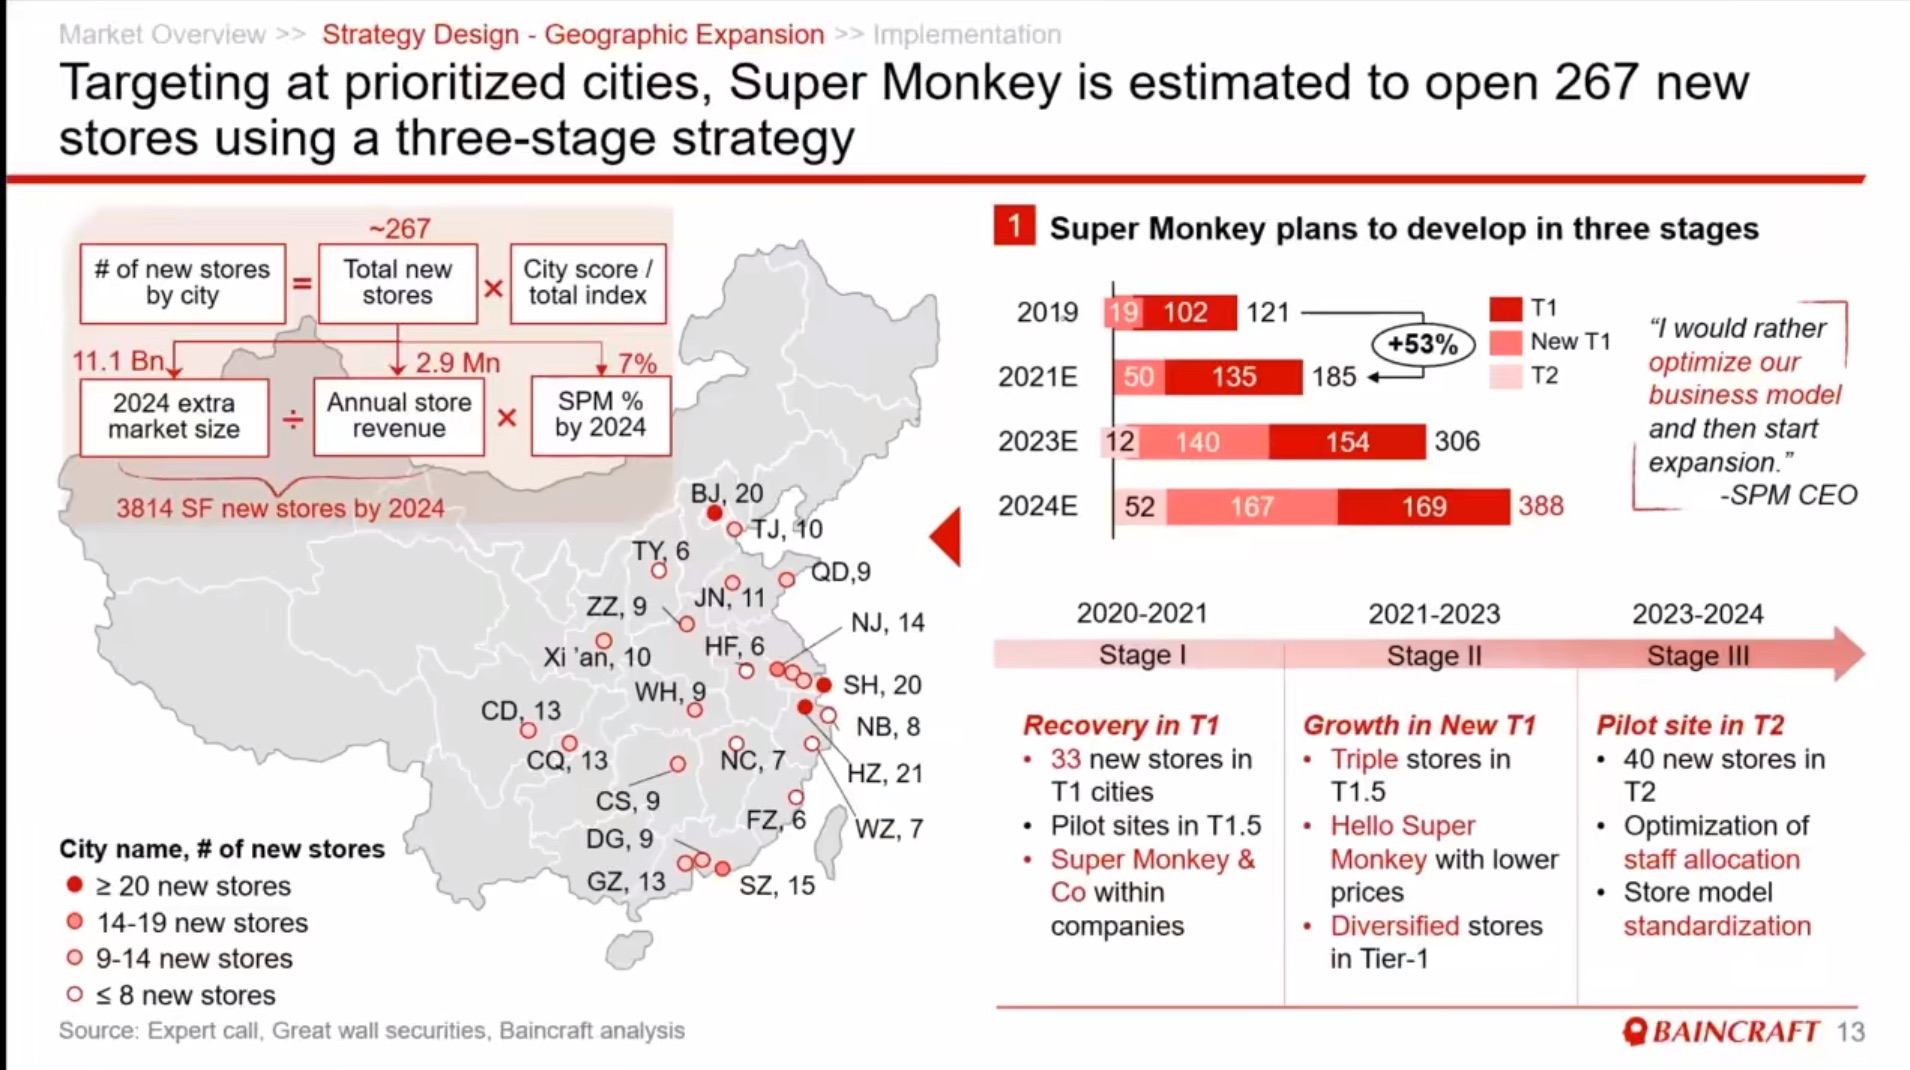 Market Overview >> Strategy Design - Geographic Expansion >> Implementation
Targeting at prioritized cities, Super Monkey is estimated to open 267 new
stores using a three-stage strategy
~267
# of new stores
by city
=
Total new
stores
×
City score /
total index
11.1 Bn
2.9 Mn
7%
2024 extra
market size
÷
Annual store
revenue
×
SPM %
by 2024
3814 SF new stores by 2024
BJ, 20
TJ, 10
TY, 6
QD,9
JN, 11
ZZ, 9
NJ, 14
HF, 6
Xi 'an, 10
SH, 20
WH, 9
NB, 8
CD, 13
CQ, 13
NC, 7
HZ, 21
CS, 9
FZ, 6
WZ, 7
DG, 9
GZ, 13
SZ, 15
City name, # of new stores
≥ 20 new stores
14-19 new stores
9-14 new stores
≤ 8 new stores
1 Super Monkey plans to develop in three stages
2019 19 102 121
2021E 50 135 185
2023E 12 140 154 306
2024E 52 167 169 388
+53%
T1
New T1
T2
“I would rather
optimize our
business model
and then start
expansion.”
-SPM CEO
2020-2021 2021-2023 2023-2024
Stage I Stage II Stage III
Recovery in T1
• 33 new stores in
T1 cities
• Pilot sites in T1.5
• Super Monkey &
Co within
companies
Growth in New T1
• Triple stores in
T1.5
• Hello Super
Monkey with lower
prices
• Diversified stores
in Tier-1
Pilot site in T2
• 40 new stores in
T2
• Optimization of
staff allocation
• Store model
standardization
Source: Expert call, Great wall securities, Baincraft analysis
BAINCRAFT 13